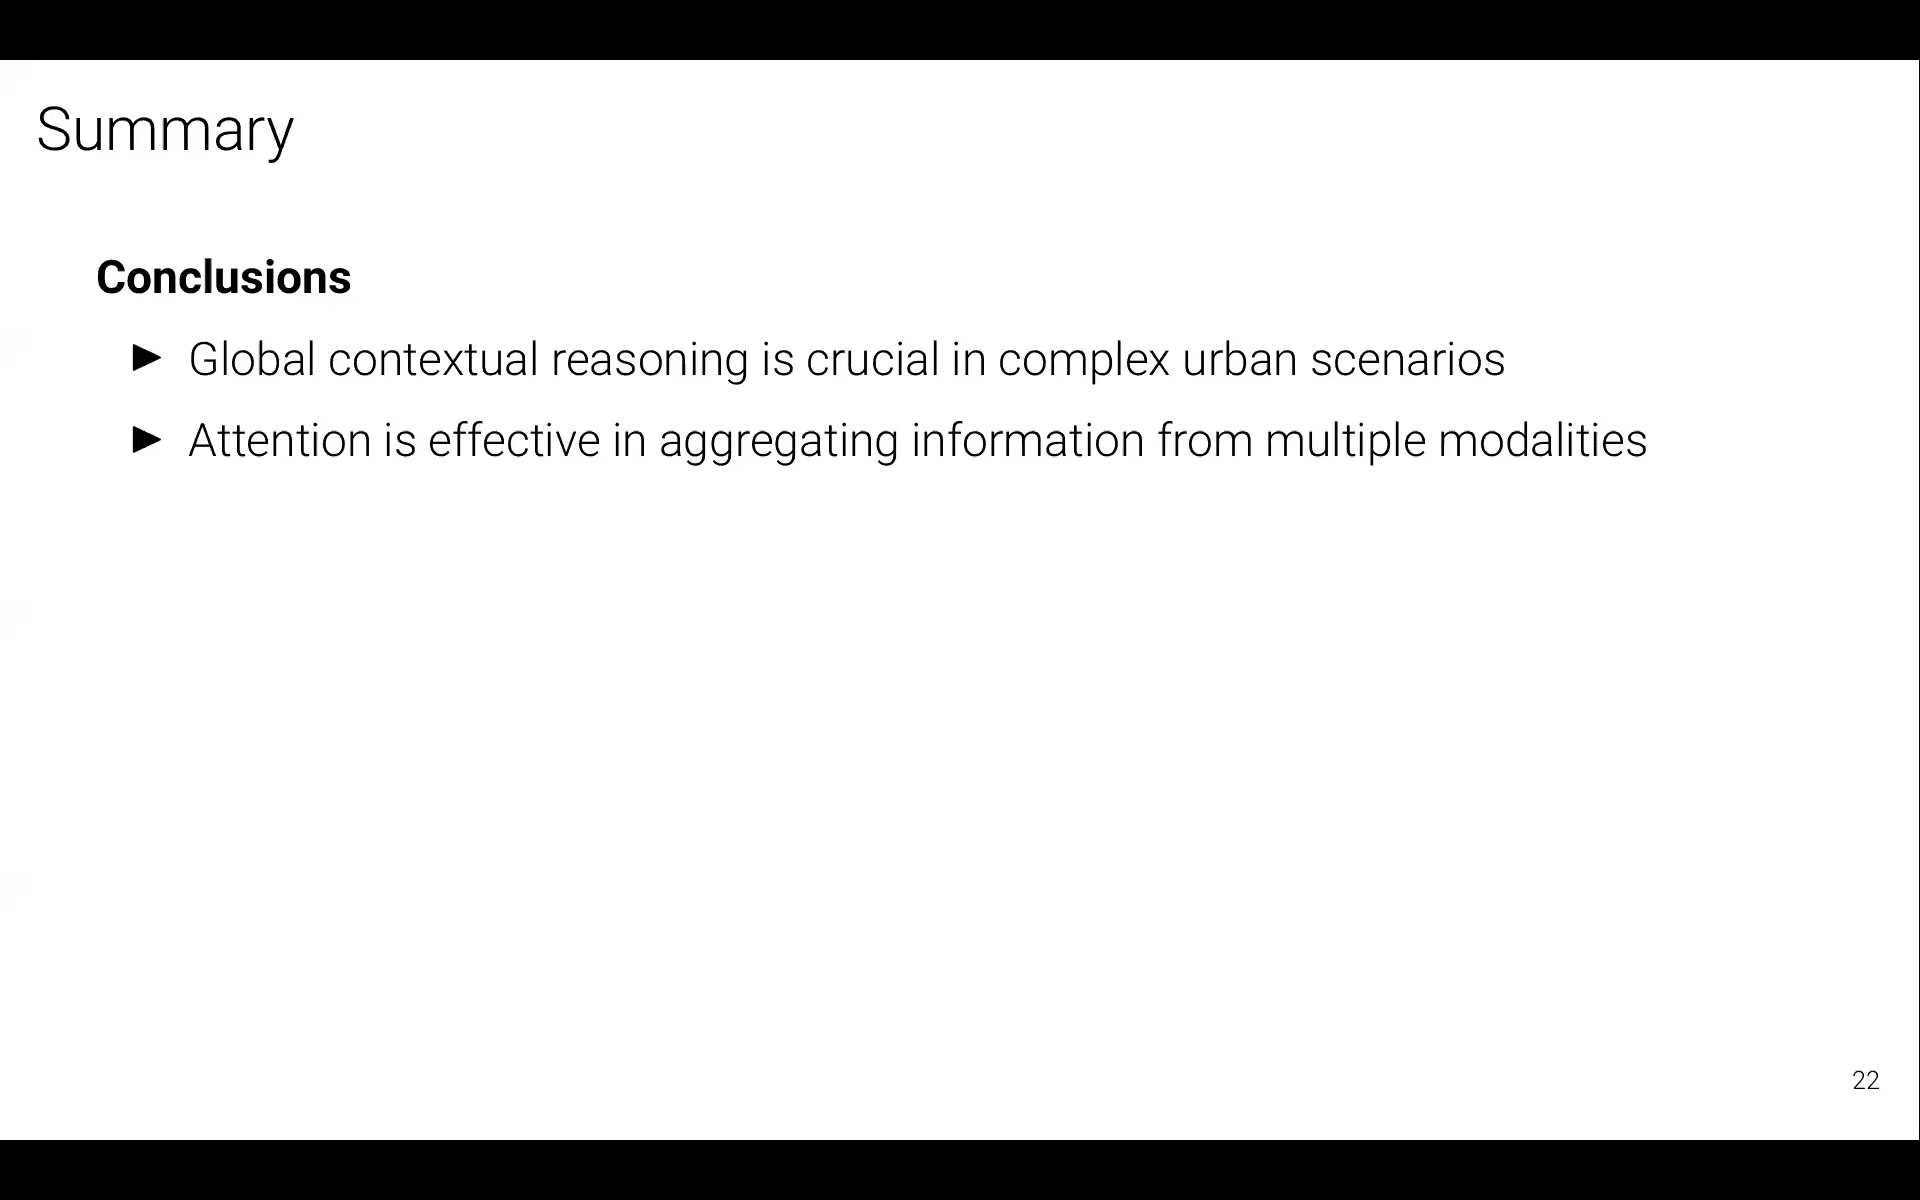 Summary
Conclusions
▶ Global contextual reasoning is crucial in complex urban scenarios
▶ Attention is effective in aggregating information from multiple modalities
22